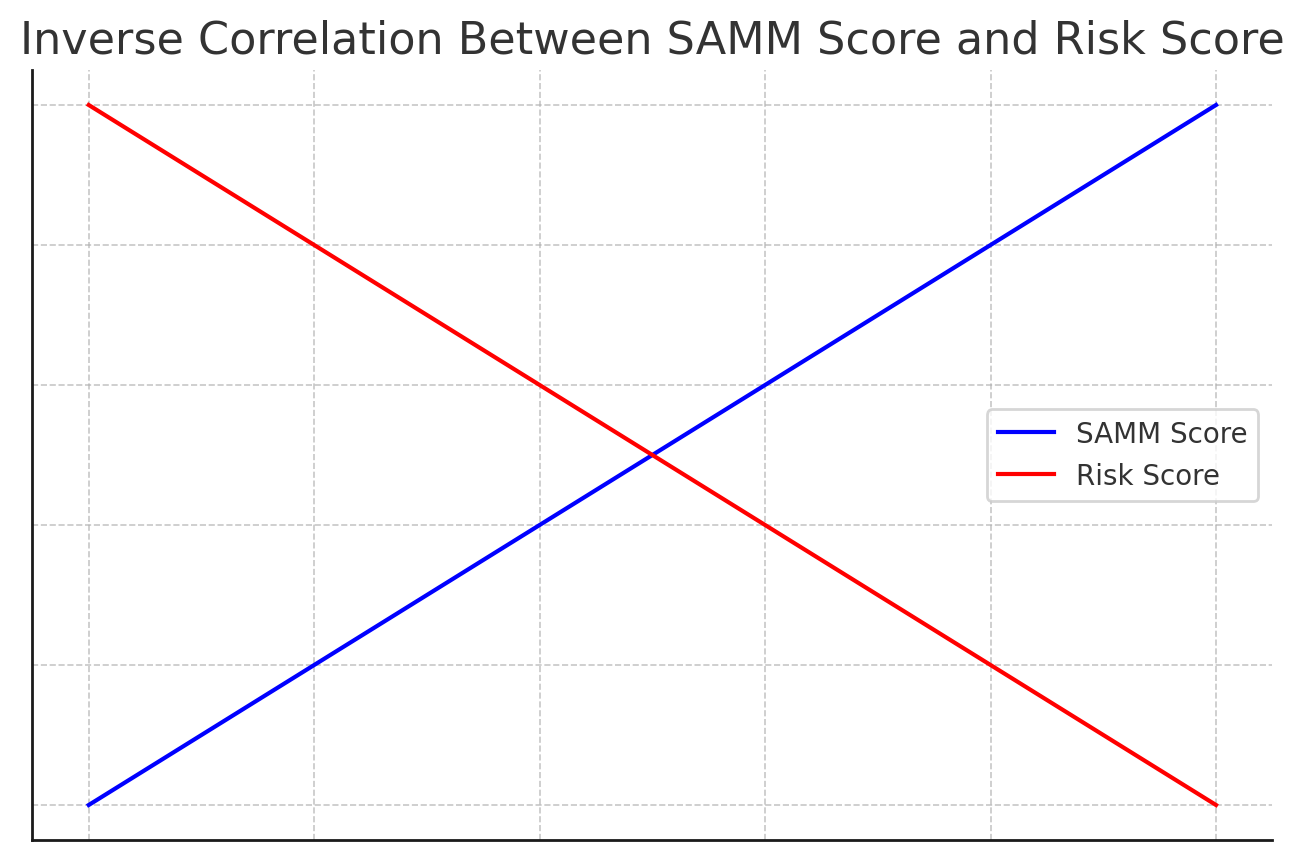 Inverse Correlation Between SAMM Score and Risk Score
SAMM Score
Risk Score